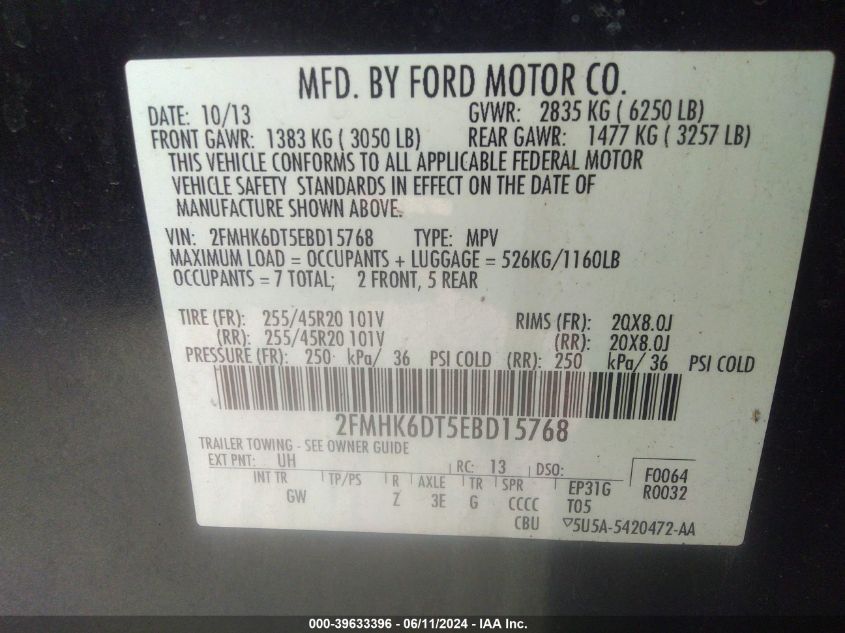 MFD. BY FORD MOTOR CO.
DATE: 10/13 GVWR: 2835 KG ( 6250 LB)
FRONT GAWR: 1383 KG ( 3050 LB) REAR GAWR: 1477 KG ( 3257 LB)
THIS VEHICLE CONFORMS TO ALL APPLICABLE FEDERAL MOTOR
VEHICLE SAFETY STANDARDS IN EFFECT ON THE DATE OF
MANUFACTURE SHOWN ABOVE.
VIN: 2FMHK6DT5EBD15768 TYPE: MPV
MAXIMUM LOAD = OCCUPANTS + LUGGAGE = 526KG/1160LB
OCCUPANTS = 7 TOTAL; 2 FRONT, 5 REAR
TIRE (FR): 255/45R20 101V RIMS (FR): 20X8.0J
(RR): 255/45R20 101V (RR): 20X8.0J
PRESSURE (FR): 250 kPa/ 36 PSI COLD (RR): 250 kPa/ 36 PSI COLD
2FMHK6DT5EBD15768
TRAILER TOWING - SEE OWNER GUIDE
EXT PNT: UH RC: 13 DSO: F0064
INT TR TP/PS R AXLE TR SPR EP31G R0032
GW Z 3E G CCCC T05
CBU ▽5U5A-5420472-AA
000-39633396 - 06/11/2024 - IAA Inc.